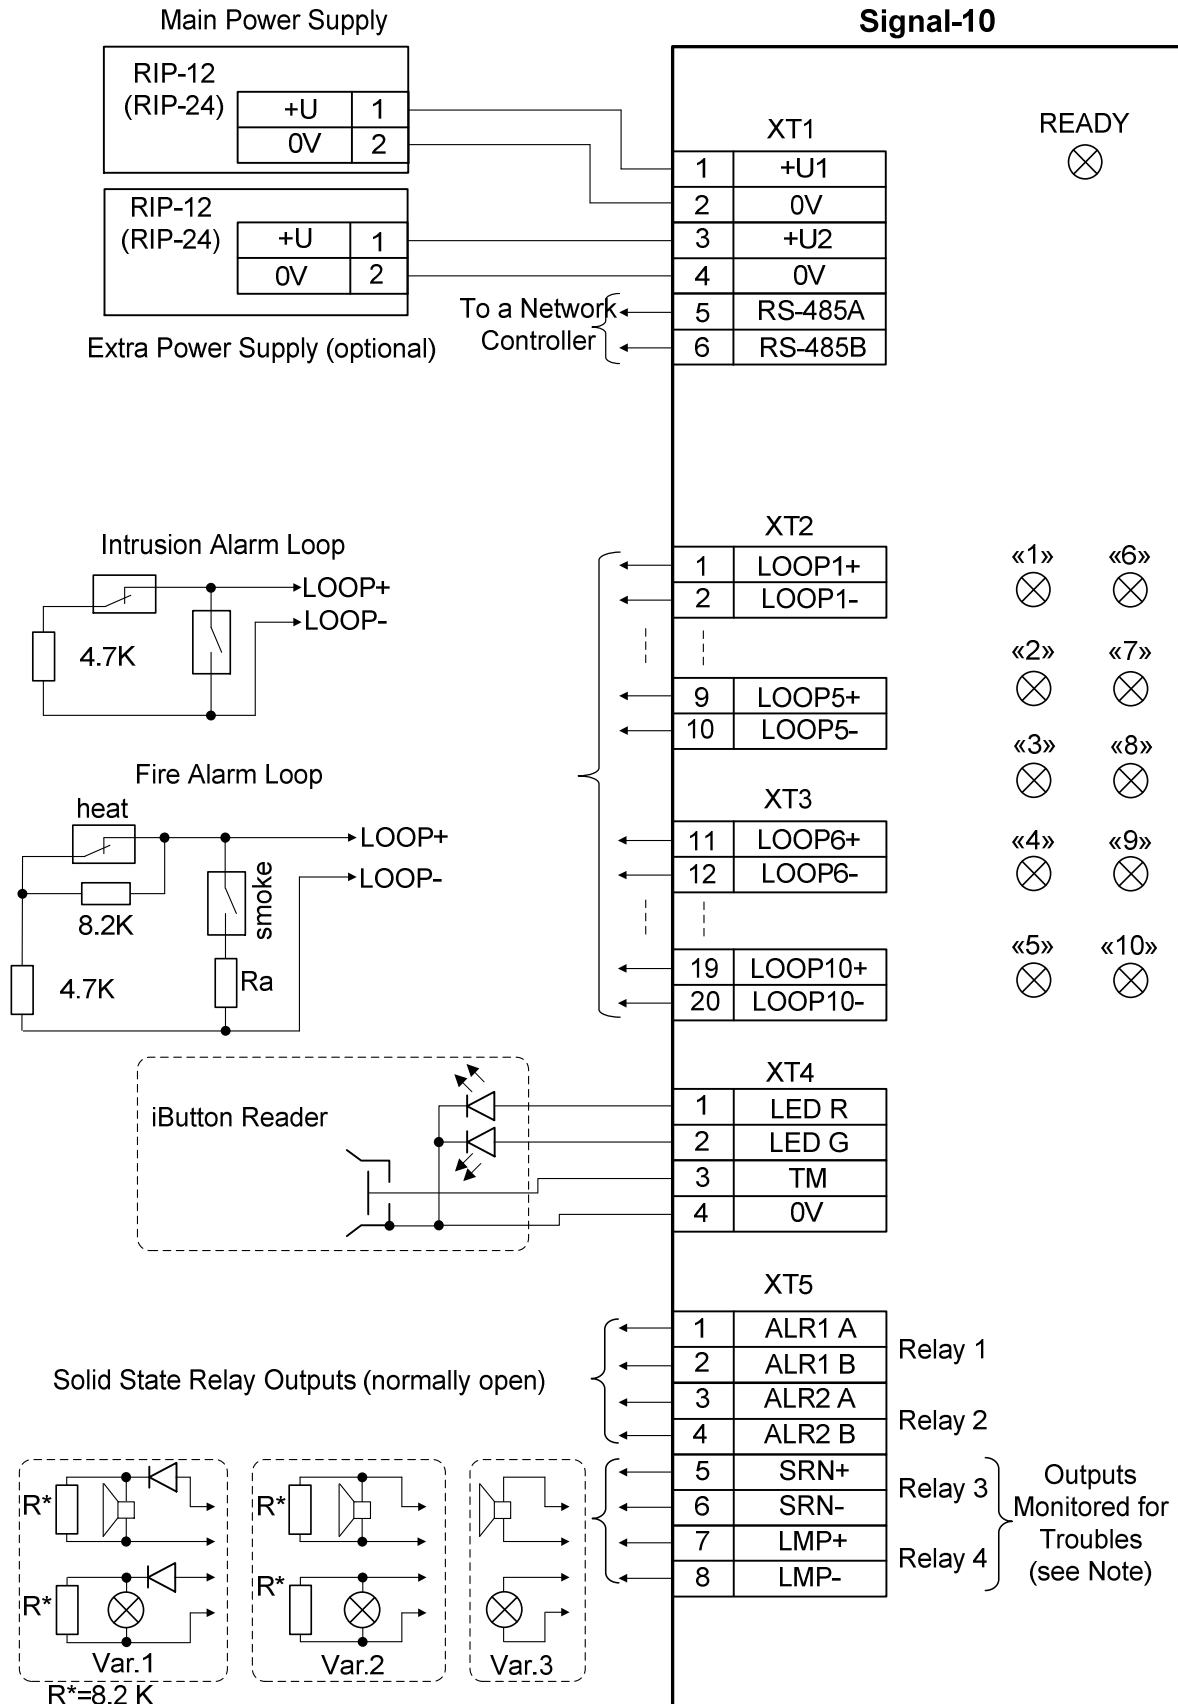 Main Power Supply
Signal-10
RIP-12
(RIP-24)
+U 1
0V 2
RIP-12
(RIP-24)
+U 1
0V 2
Extra Power Supply (optional)
To a Network
Controller
XT1
1 +U1
2 0V
3 +U2
4 0V
5 RS-485A
6 RS-485B
READY
Intrusion Alarm Loop
LOOP+
LOOP-
4.7K
XT2
1 LOOP1+
2 LOOP1-
9 LOOP5+
10 LOOP5-
«1» «6»
«2» «7»
«3» «8»
«4» «9»
«5» «10»
Fire Alarm Loop
heat
LOOP+
LOOP-
8.2K
smoke
4.7K
Ra
XT3
11 LOOP6+
12 LOOP6-
19 LOOP10+
20 LOOP10-
iButton Reader
XT4
1 LED R
2 LED G
3 TM
4 0V
XT5
1 ALR1 A
2 ALR1 B
3 ALR2 A
4 ALR2 B
5 SRN+
6 SRN-
7 LMP+
8 LMP-
Relay 1
Relay 2
Relay 3
Relay 4
Outputs
Monitored for
Troubles
(see Note)
Solid State Relay Outputs (normally open)
R*
R*
Var.1
R*
R*
Var.2
Var.3
R*=8.2 K